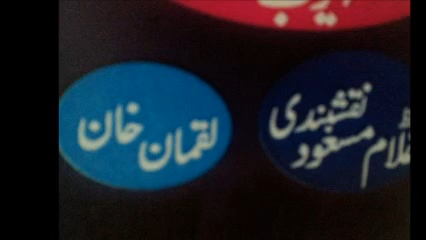 لقمان خان
نقشبندی
غلام مسعود